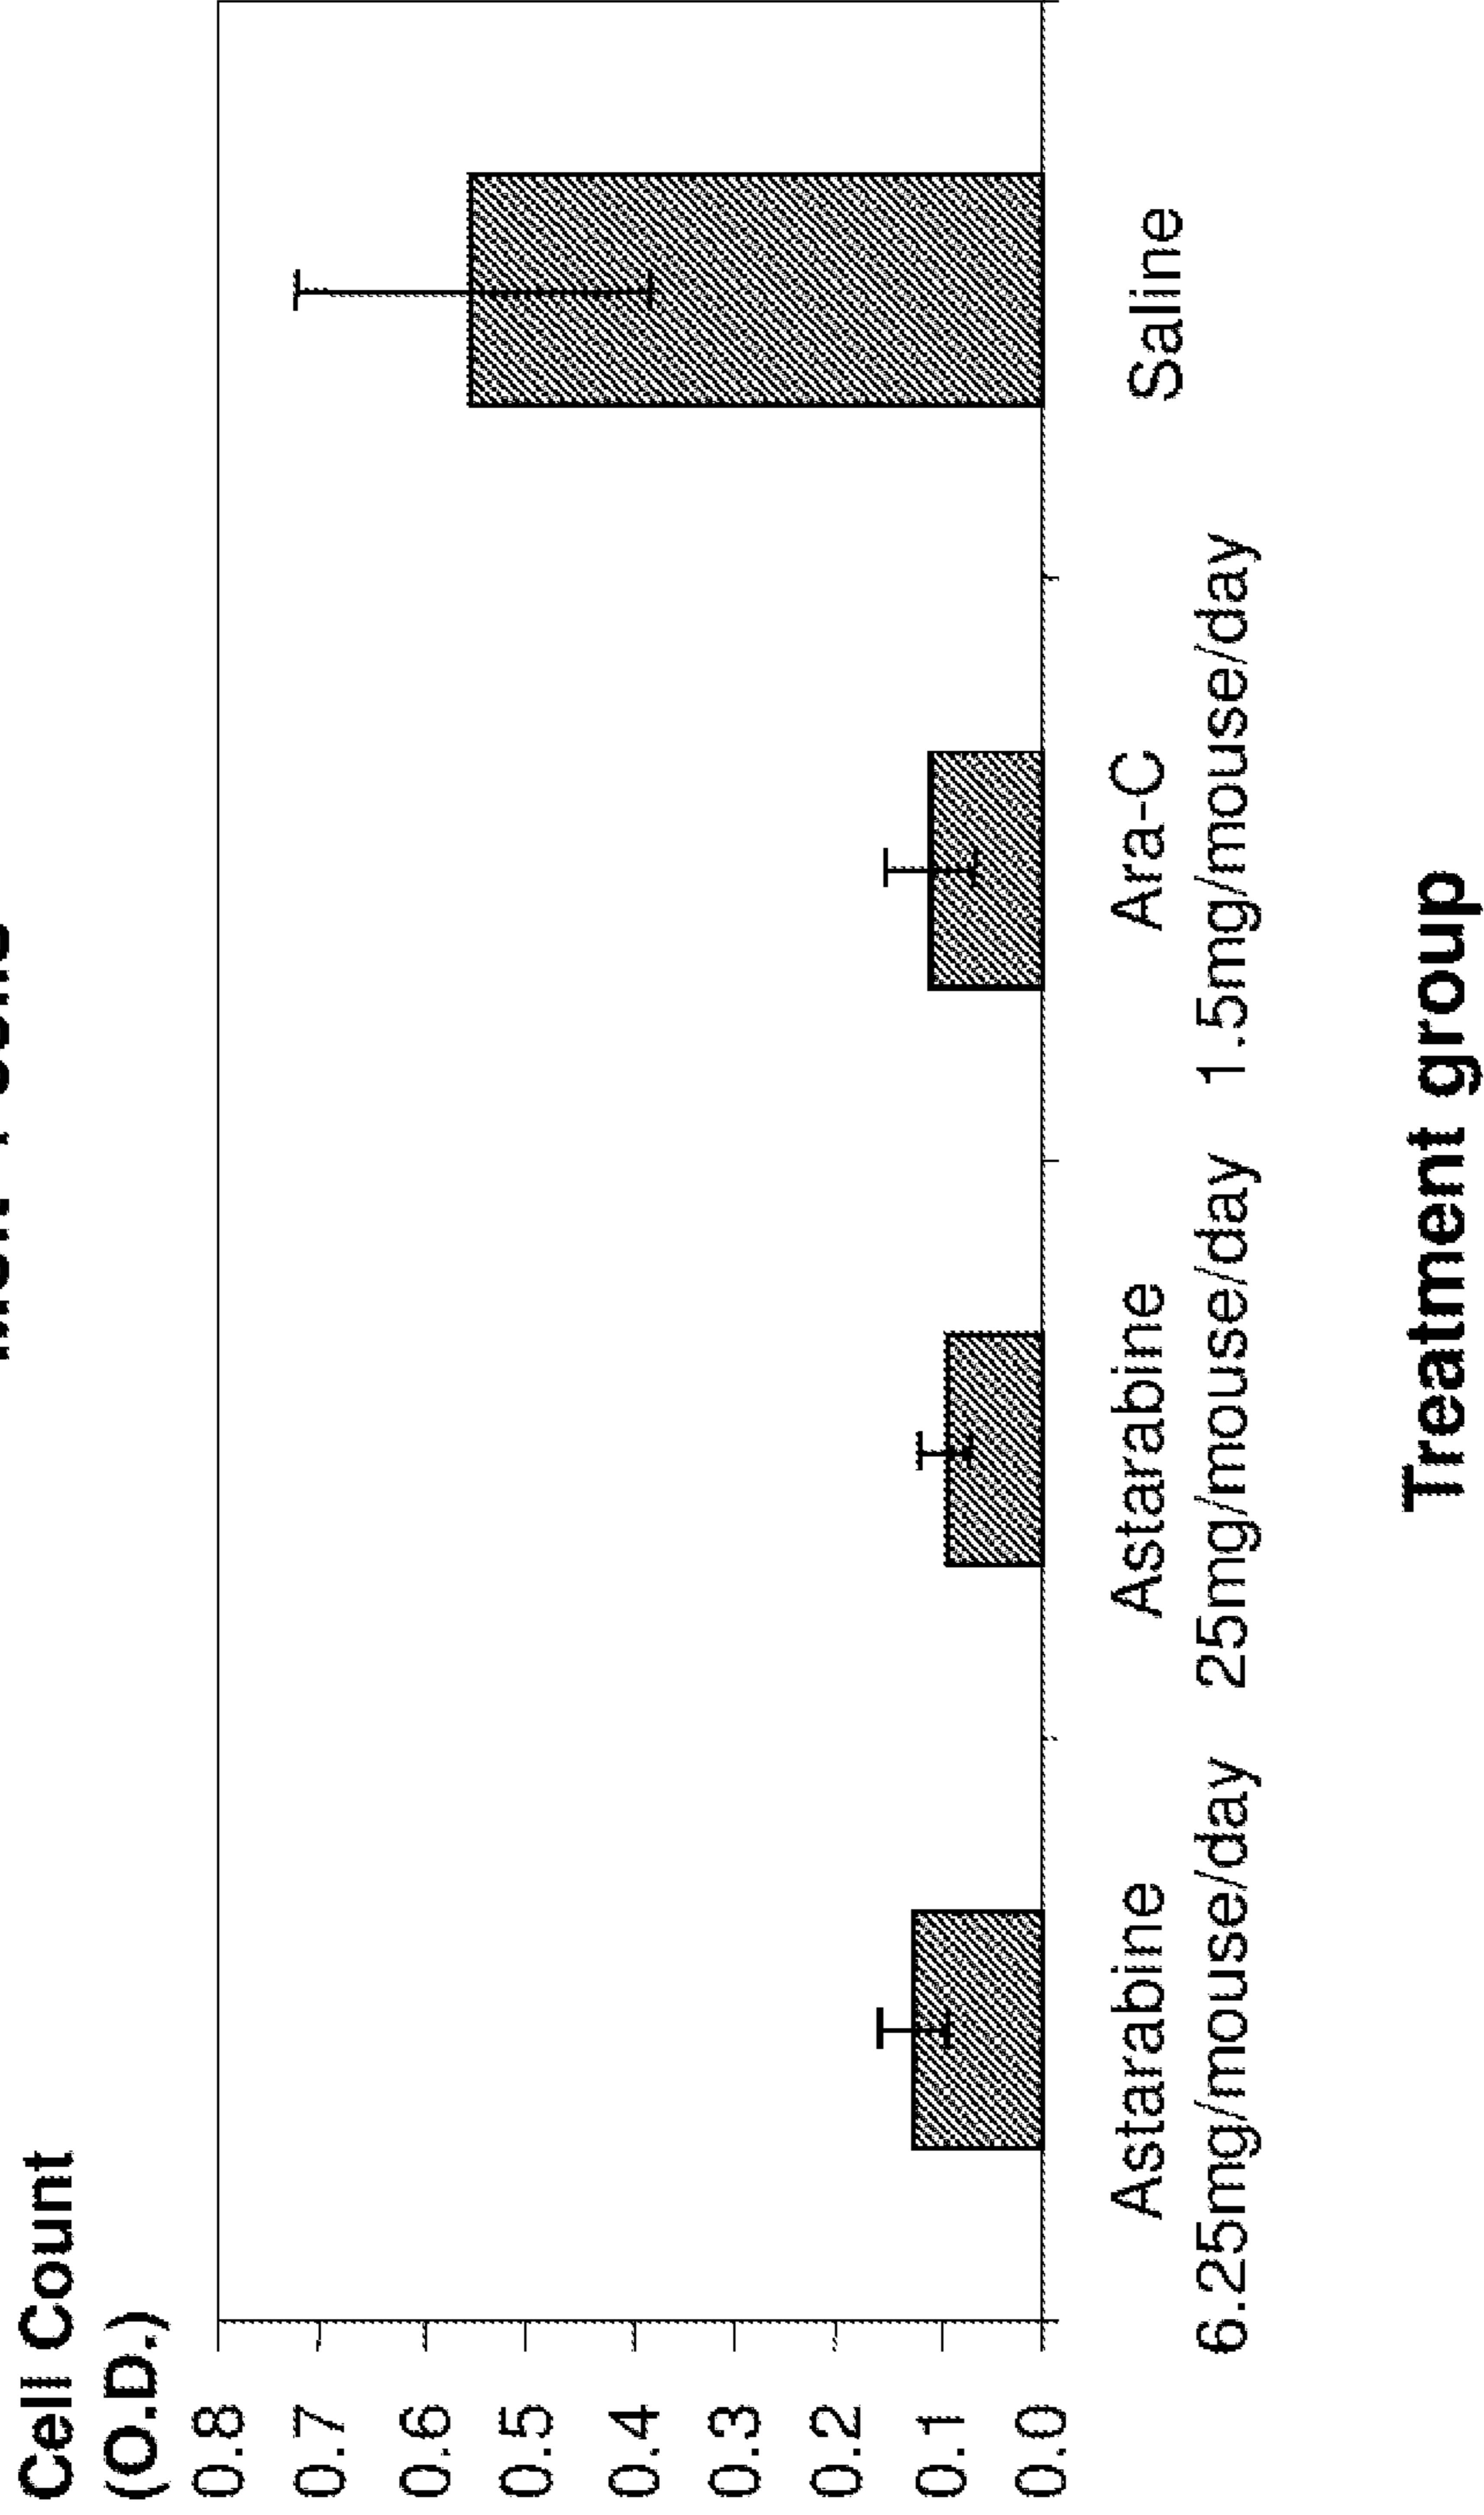 Cell Count
(O.D.)
0.8
0.7
0.6
0.5
0.4
0.3
0.2
0.1
0.0
Astarabine
6.25mg/mouse/day
Astarabine
25mg/mouse/day
Ara-C
1.5mg/mouse/day
Saline
Treatment group